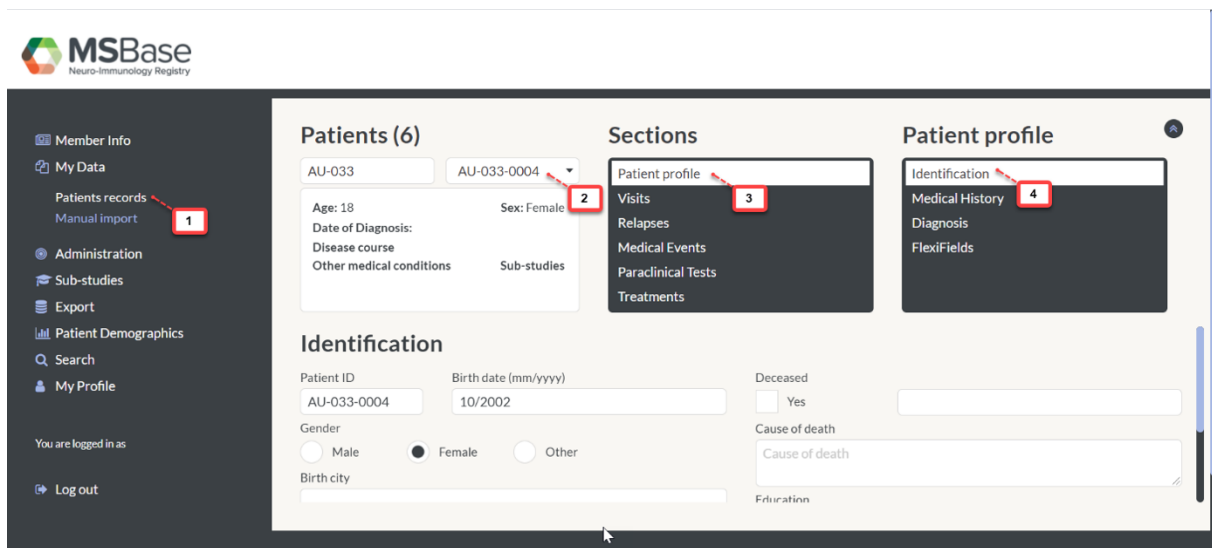 MSBase
Neuro-Immunology Registry
Member Info
My Data
Patients records
Manual import
1
Administration
Sub-studies
Export
Patient Demographics
Search
My Profile
You are logged in as
Log out
Patients (6)
AU-033
AU-033-0004
2
Age: 18 Sex: Female
Date of Diagnosis:
Disease course
Other medical conditions Sub-studies
Sections
Patient profile
3
Visits
Relapses
Medical Events
Paraclinical Tests
Treatments
Patient profile
Identification
4
Medical History
Diagnosis
FlexiFields
Identification
Patient ID
AU-033-0004
Birth date (mm/yyyy)
10/2002
Gender
Male Female Other
Birth city
Deceased
Yes
Cause of death
Cause of death
Education